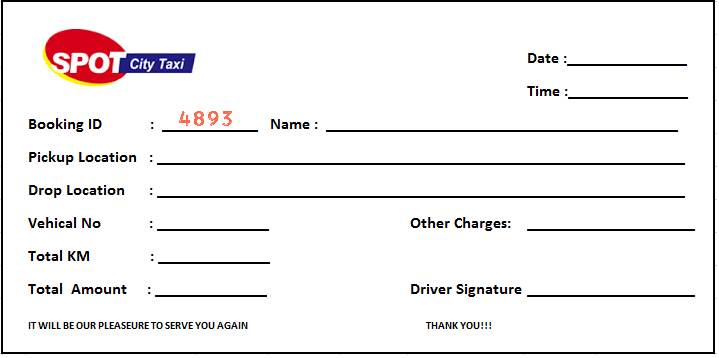 SPOT City Taxi
Date :
Time :
Booking ID : 4893 Name :
Pickup Location :
Drop Location :
Vehical No : Other Charges:
Total KM :
Total Amount : Driver Signature
IT WILL BE OUR PLEASEURE TO SERVE YOU AGAIN THANK YOU!!!